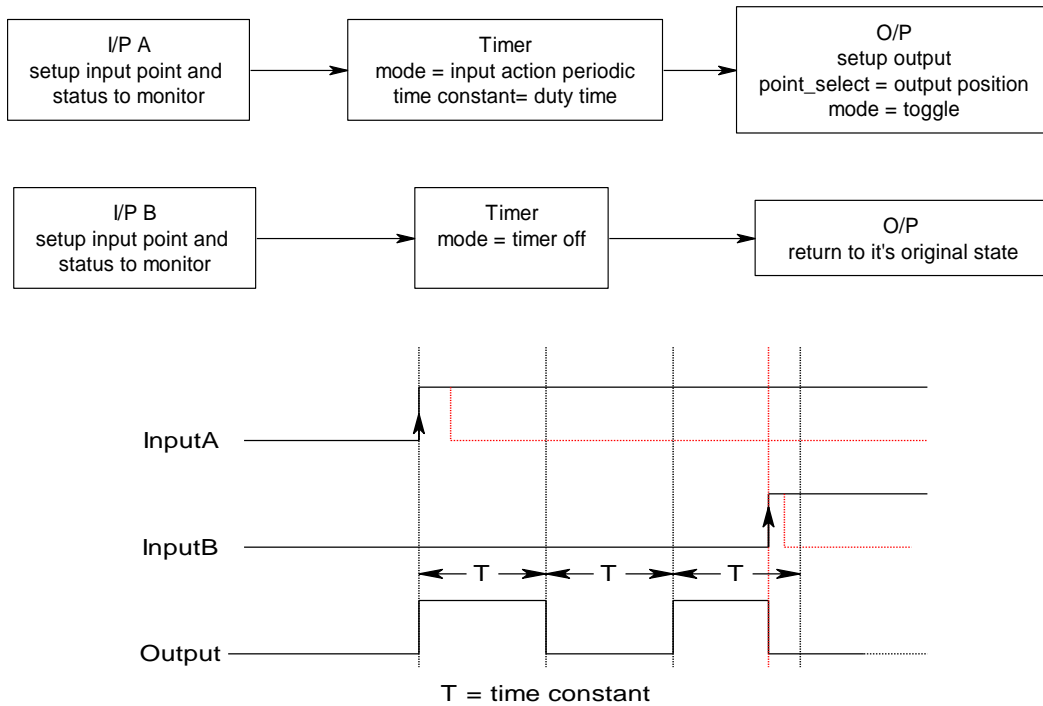 I/P A
setup input point and
status to monitor
Timer
mode = input action periodic
time constant= duty time
O/P
setup output
point_select = output position
mode = toggle
I/P B
setup input point and
status to monitor
Timer
mode = timer off
O/P
return to it's original state
InputA
InputB
T
T
T
Output
T = time constant